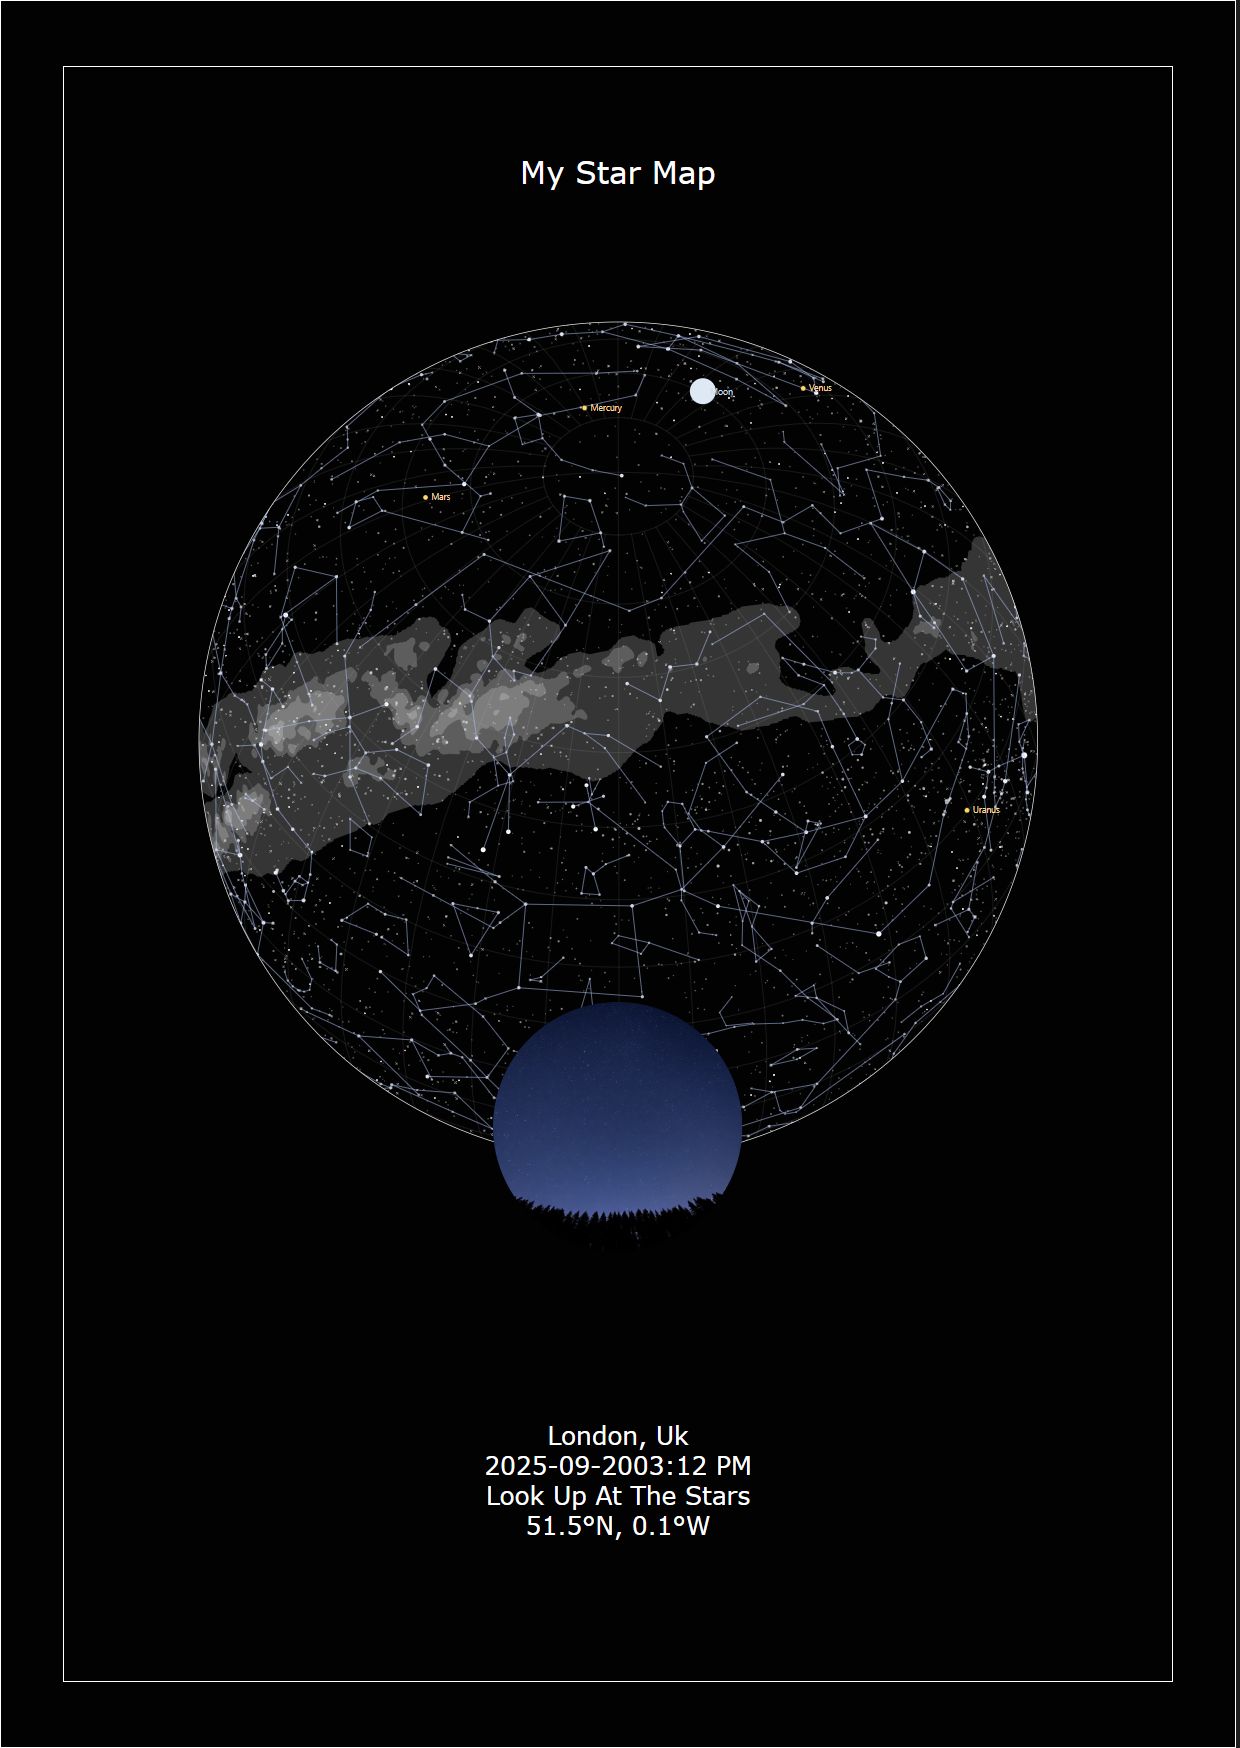 My Star Map
Venus
Moon
Mercury
Mars
Uranus
London, Uk
2025-09-2003:12 PM
Look Up At The Stars
51.5°N, 0.1°W